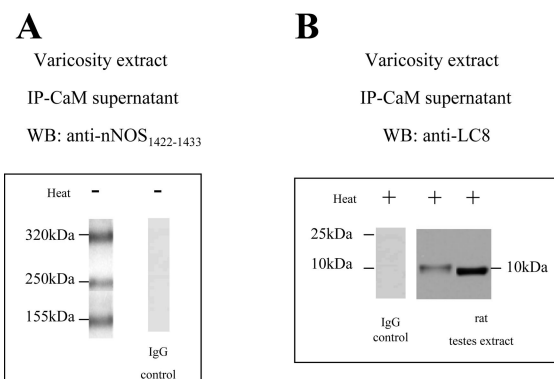 A
Varicosity extract
IP-CaM supernatant
WB: anti-nNOS1422-1433
Heat - -
320kDa
250kDa
155kDa
IgG
control
B
Varicosity extract
IP-CaM supernatant
WB: anti-LC8
Heat + + +
25kDa
10kDa 10kDa
IgG
control
rat
testes extract